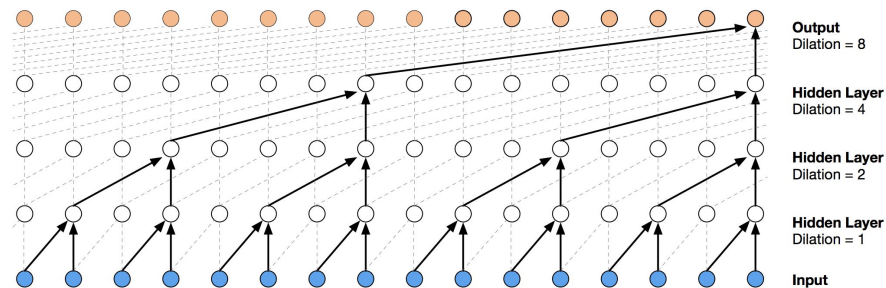 Output
Dilation = 8
Hidden Layer
Dilation = 4
Hidden Layer
Dilation = 2
Hidden Layer
Dilation = 1
Input